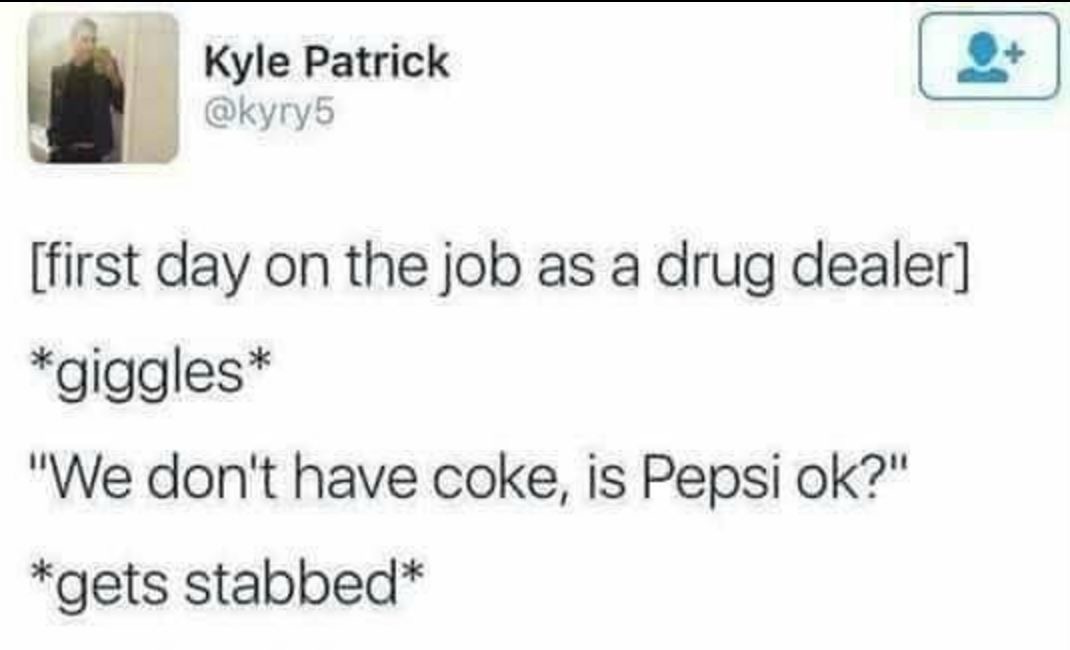 Kyle Patrick
@kyry5
[first day on the job as a drug dealer]
*giggles*
"We don't have coke, is Pepsi ok?"
*gets stabbed*